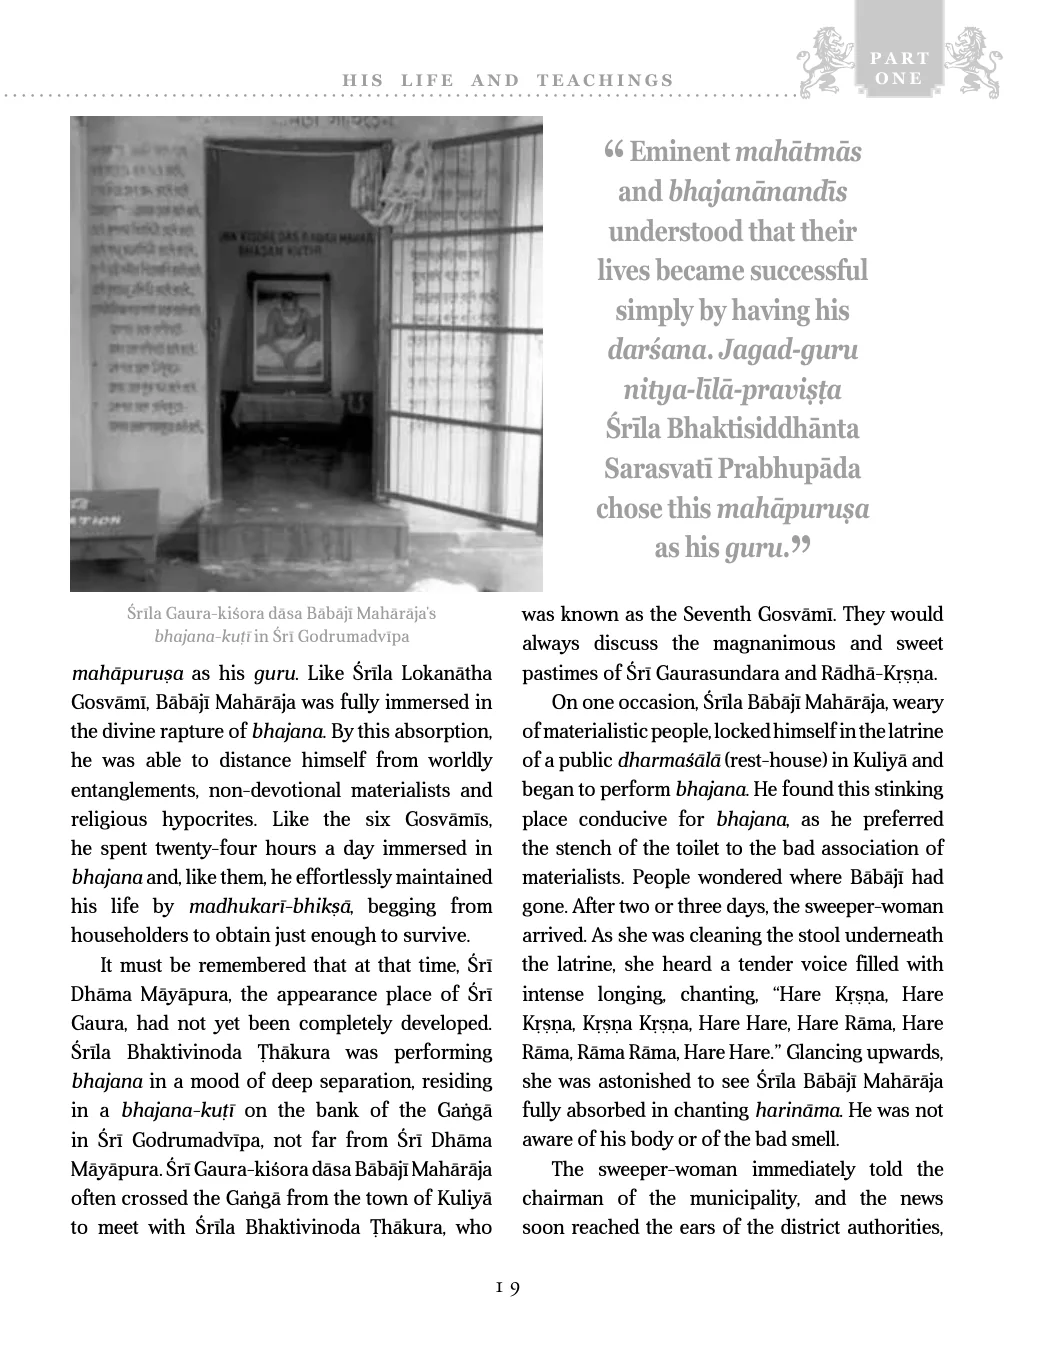 HIS LIFE AND TEACHINGS
PART
ONE
BHAJAN KUTIR
“Eminent mahātmās
and bhajanānandīs
understood that their
lives became successful
simply by having his
darśana. Jagad-guru
nitya-līlā-praviṣṭa
Śrīla Bhaktisiddhānta
Sarasvatī Prabhupāda
chose this mahāpuruṣa
as his guru.”
Śrīla Gaura-kiśora dāsa Bābājī Mahārāja's
bhajana-kuṭī in Śrī Godrumadvīpa
mahāpuruṣa as his guru. Like Śrīla Lokanātha
Gosvāmī, Bābājī Mahārāja was fully immersed in
the divine rapture of bhajana. By this absorption,
he was able to distance himself from worldly
entanglements, non-devotional materialists and
religious hypocrites. Like the six Gosvāmīs,
he spent twenty-four hours a day immersed in
bhajana and, like them, he effortlessly maintained
his life by madhukarī-bhikṣā, begging from
householders to obtain just enough to survive.
It must be remembered that at that time, Śrī
Dhāma Māyāpura, the appearance place of Śrī
Gaura, had not yet been completely developed.
Śrīla Bhaktivinoda Ṭhākura was performing
bhajana in a mood of deep separation, residing
in a bhajana-kuṭī on the bank of the Gaṅgā
in Śrī Godrumadvīpa, not far from Śrī Dhāma
Māyāpura. Śrī Gaura-kiśora dāsa Bābājī Mahārāja
often crossed the Gaṅgā from the town of Kuliyā
to meet with Śrīla Bhaktivinoda Ṭhākura, who
was known as the Seventh Gosvāmī. They would
always discuss the magnanimous and sweet
pastimes of Śrī Gaurasundara and Rādhā-Kṛṣṇa.
On one occasion, Śrīla Bābājī Mahārāja, weary
of materialistic people, locked himself in the latrine
of a public dharmaśālā (rest-house) in Kuliyā and
began to perform bhajana. He found this stinking
place conducive for bhajana, as he preferred
the stench of the toilet to the bad association of
materialists. People wondered where Bābājī had
gone. After two or three days, the sweeper-woman
arrived. As she was cleaning the stool underneath
the latrine, she heard a tender voice filled with
intense longing, chanting, “Hare Kṛṣṇa, Hare
Kṛṣṇa, Kṛṣṇa Kṛṣṇa, Hare Hare, Hare Rāma, Hare
Rāma, Rāma Rāma, Hare Hare.” Glancing upwards,
she was astonished to see Śrīla Bābājī Mahārāja
fully absorbed in chanting harināma. He was not
aware of his body or of the bad smell.
The sweeper-woman immediately told the
chairman of the municipality, and the news
soon reached the ears of the district authorities,
19